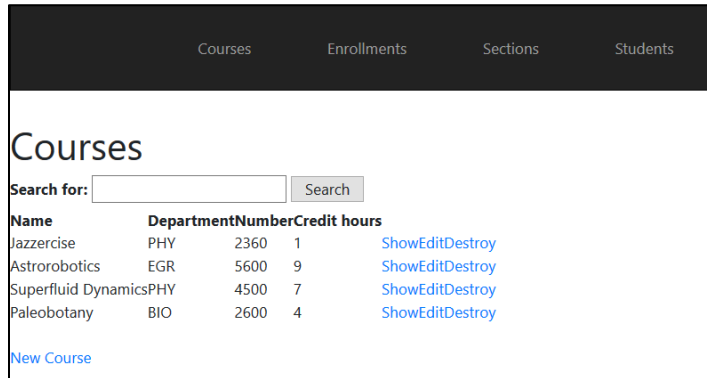 Courses Enrollments Sections Students
Courses
Search for: Search
Name DepartmentNumberCredit hours
Jazzercise PHY 2360 1 ShowEditDestroy
Astrorobotics EGR 5600 9 ShowEditDestroy
Superfluid DynamicsPHY 4500 7 ShowEditDestroy
Paleobotany BIO 2600 4 ShowEditDestroy
New Course